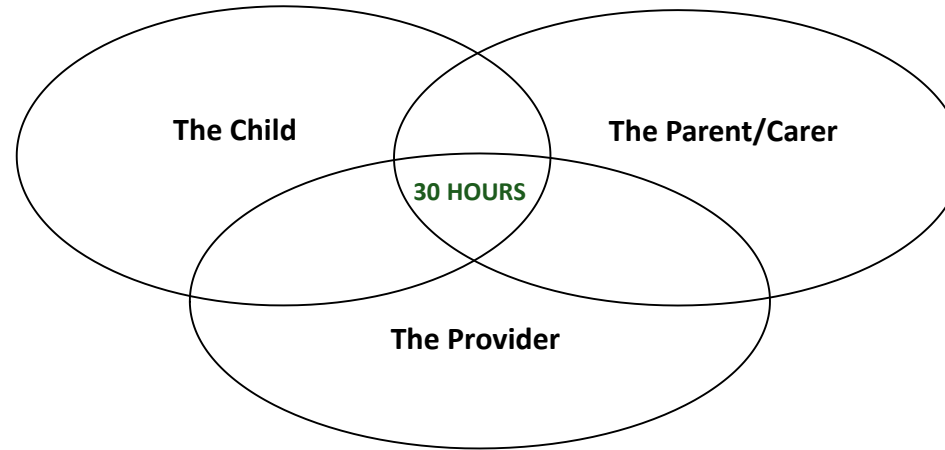 The Child
The Parent/Carer
30 HOURS
The Provider